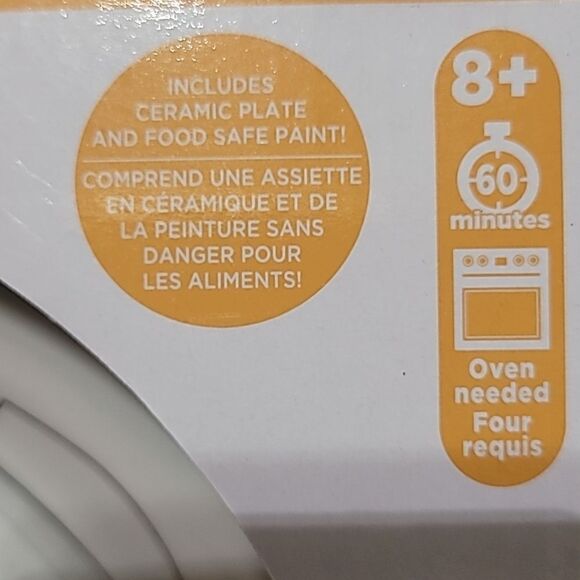 INCLUDES
CERAMIC PLATE
AND FOOD SAFE PAINT!
COMPREND UNE ASSIETTE
EN CÉRAMIQUE ET DE
LA PEINTURE SANS
DANGER POUR
LES ALIMENTS!
8+
60
minutes
Oven
needed
Four
requis